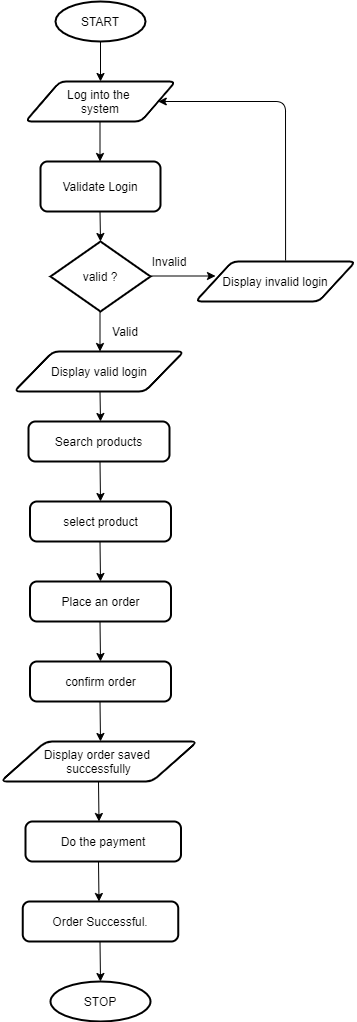 START
Log into the
system
Validate Login
valid ?
Invalid
Display invalid login
Valid
Display valid login
Search products
select product
Place an order
confirm order
Display order saved
successfully
Do the payment
Order Successful.
STOP